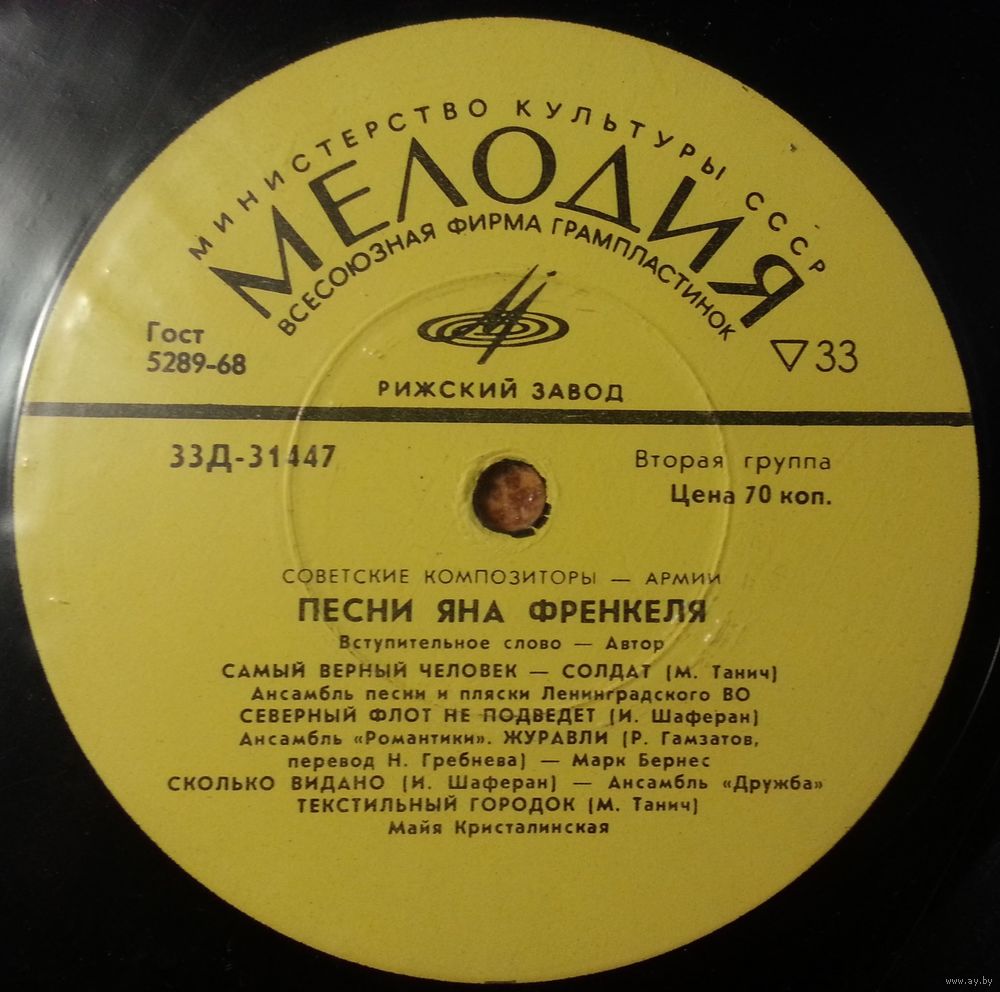 МИНИСТЕРСТВО КУЛЬТУРЫ СССР
МЕЛОДИЯ
ВСЕСОЮЗНАЯ ФИРМА ГРАМПЛАСТИНОК
Гост
5289-68
33
РИЖСКИЙ ЗАВОД
33Д-31447
Вторая группа
Цена 70 коп.
СОВЕТСКИЕ КОМПОЗИТОРЫ — АРМИИ
ПЕСНИ ЯНА ФРЕНКЕЛЯ
Вступительное слово — Автор
САМЫЙ ВЕРНЫЙ ЧЕЛОВЕК — СОЛДАТ (М. Танич)
Ансамбль песни и пляски Ленинградского ВО
СЕВЕРНЫЙ ФЛОТ НЕ ПОДВЕДЕТ (И. Шаферан)
Ансамбль «Романтики». ЖУРАВЛИ (Р. Гамзатов,
перевод Н. Гребнева) — Марк Бернес
СКОЛЬКО ВИДАНО (И. Шаферан) — Ансамбль «Дружба»
ТЕКСТИЛЬНЫЙ ГОРОДОК (М. Танич)
Майя Кристалинская
www.ay.by